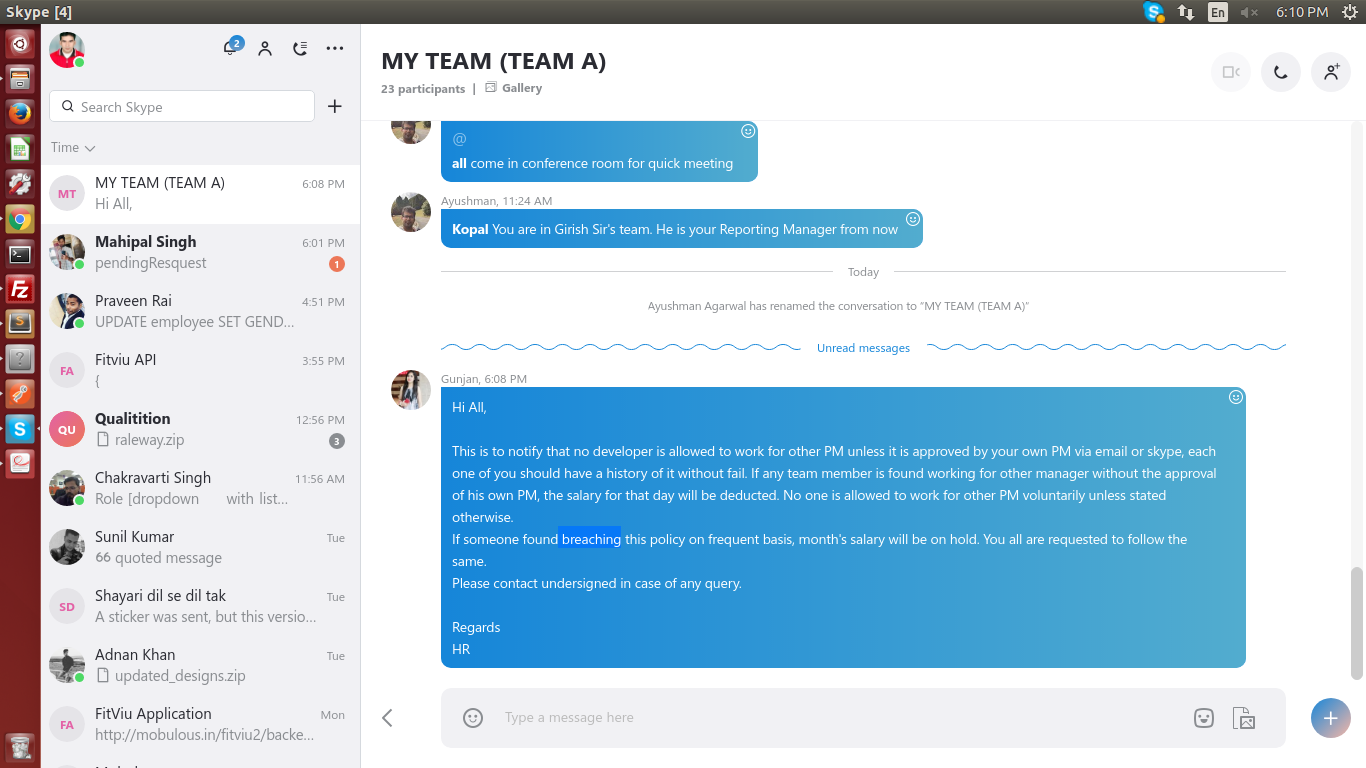 Skype [4]
En
6:10 PM
2
Search Skype
Time
MT
MY TEAM (TEAM A)
6:08 PM
Hi All,
Mahipal Singh
6:01 PM
pendingResquest
1
Praveen Rai
4:51 PM
UPDATE employee SET GEND...
FA
Fitviu API
3:55 PM
{
QU
Qualitition
12:56 PM
raleway.zip
3
Chakravarti Singh
11:56 AM
Role [dropdown with list...
Sunil Kumar
Tue
66 quoted message
SD
Shayari dil se dil tak
Tue
A sticker was sent, but this versio...
Adnan Khan
Tue
updated_designs.zip
FA
FitViu Application
Mon
http://mobulous.in/fitviu2/backe...
MY TEAM (TEAM A)
23 participants | Gallery
@
all come in conference room for quick meeting
Ayushman, 11:24 AM
Kopal You are in Girish Sir's team. He is your Reporting Manager from now
Today
Ayushman Agarwal has renamed the conversation to “MY TEAM (TEAM A)”
Unread messages
Gunjan, 6:08 PM
Hi All,
This is to notify that no developer is allowed to work for other PM unless it is approved by your own PM via email or skype, each
one of you should have a history of it without fail. If any team member is found working for other manager without the approval
of his own PM, the salary for that day will be deducted. No one is allowed to work for other PM voluntarily unless stated
otherwise.
If someone found breaching this policy on frequent basis, month's salary will be on hold. You all are requested to follow the
same.
Please contact undersigned in case of any query.
Regards
HR
Type a message here